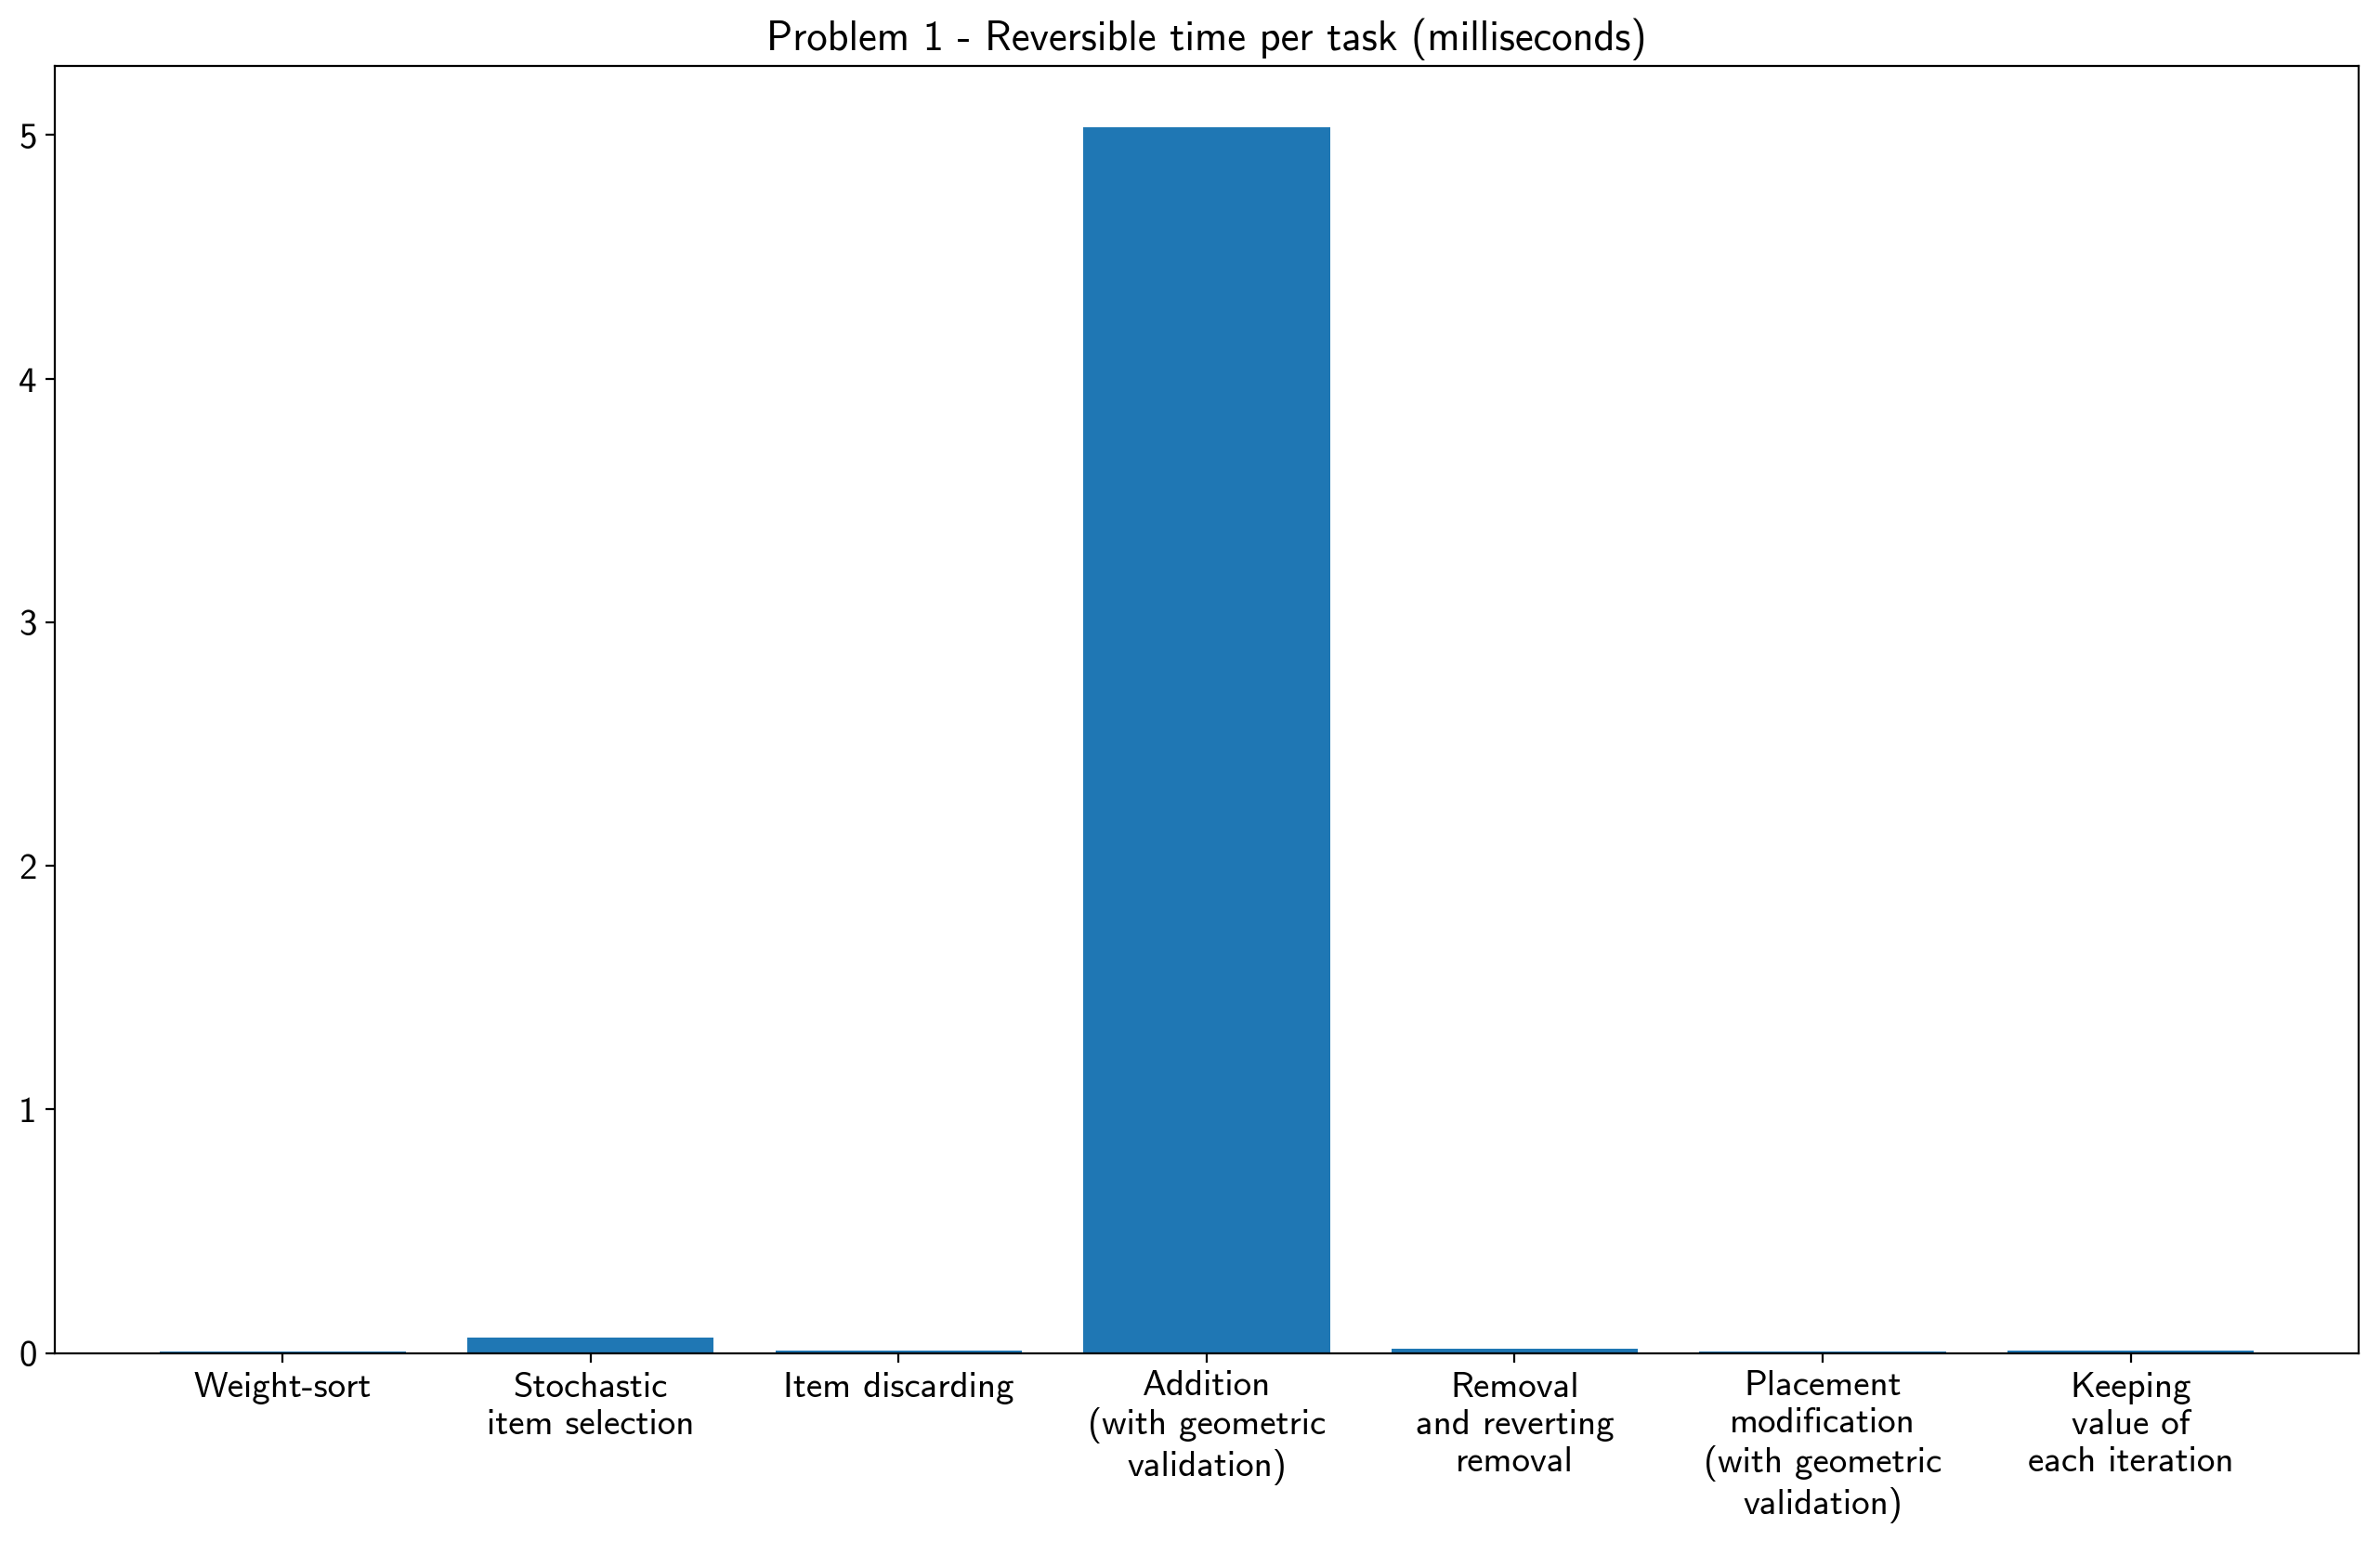 Problem 1 - Reversible time per task (milliseconds)
5
4
3
2
1
0
Weight-sort
Stochastic
item selection
Item discarding
Addition
(with geometric
validation)
Removal
and reverting
removal
Placement
modification
(with geometric
validation)
Keeping
value of
each iteration